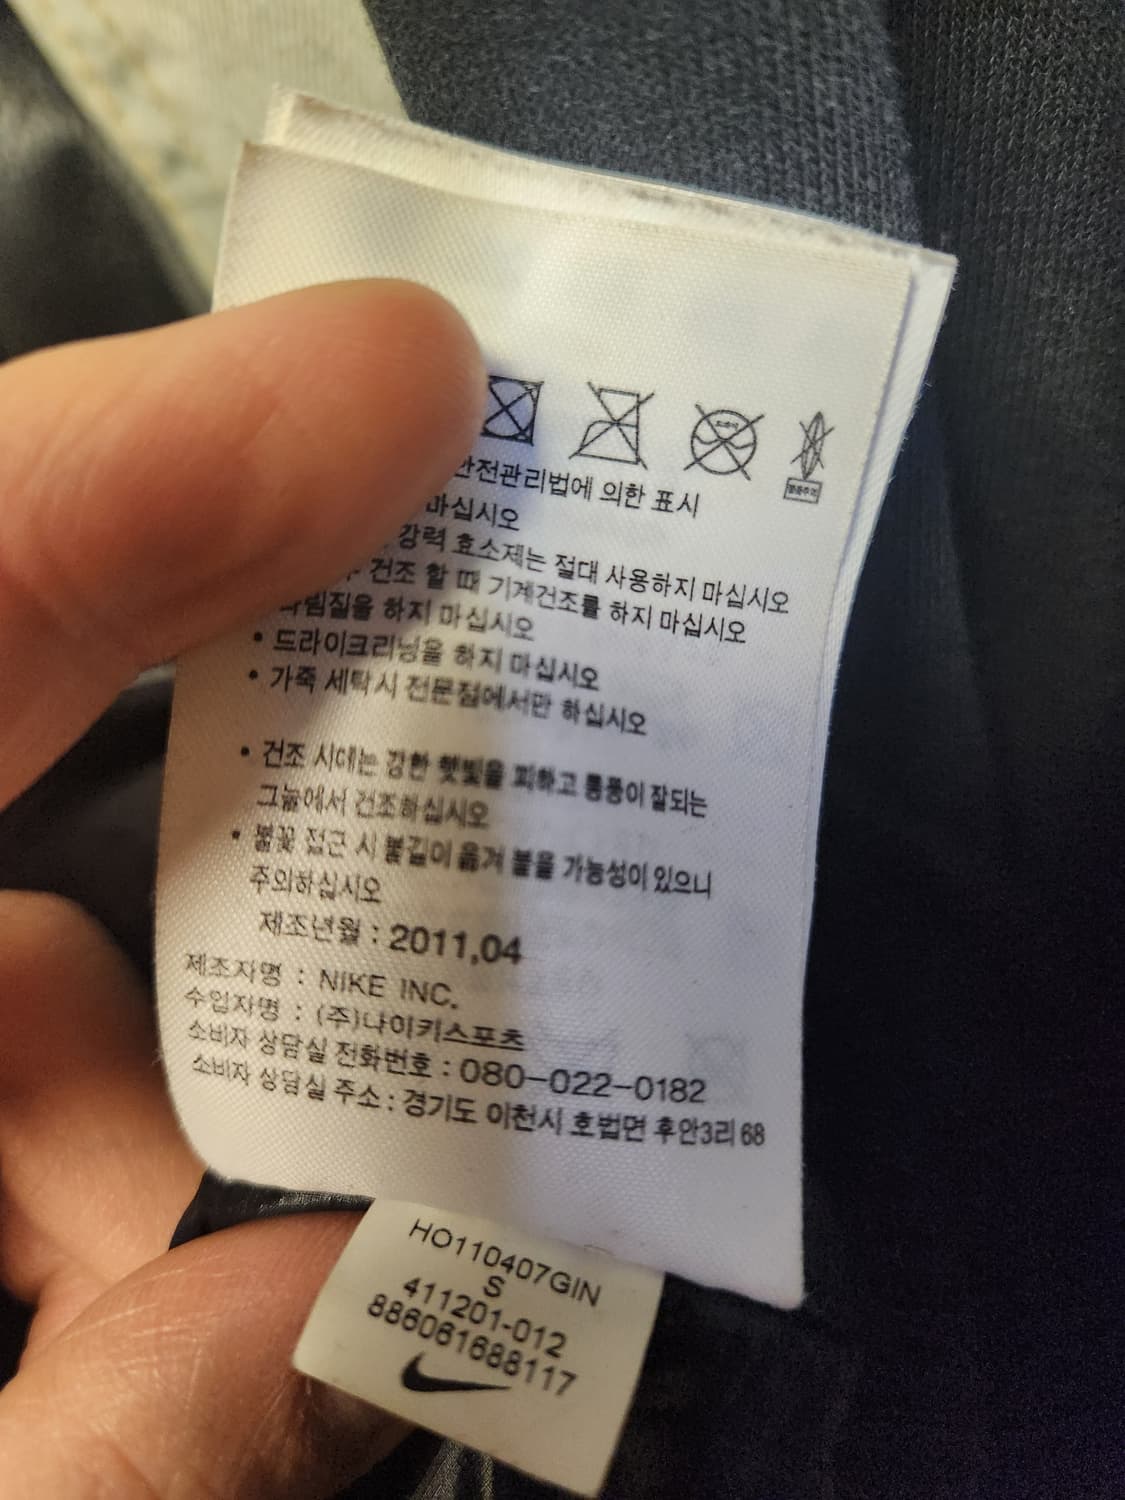 안전관리법에 의한 표시
마십시오
강력 효소제는 절대 사용하지 마십시오
건조 할 때 기계건조를 하지 마십시오
다림질을 하지 마십시오
• 드라이크리닝을 하지 마십시오
• 가죽 세탁시 전문점에서만 하십시오
• 건조 시대는 강한 햇빛을 피하고 통풍이 잘되는
그늘에서 건조하십시오
• 불꽃 접근 시 불길이 옮겨 붙을 가능성이 있으니
주의하십시오
제조년월 : 2011,04
제조자명 : NIKE INC.
수입자명 : (주)나이키스포츠
소비자 상담실 전화번호 : 080-022-0182
소비자 상담실 주소 : 경기도 이천시 호법면 후안3리 68
HO110407GIN
S
411201-012
886061688117